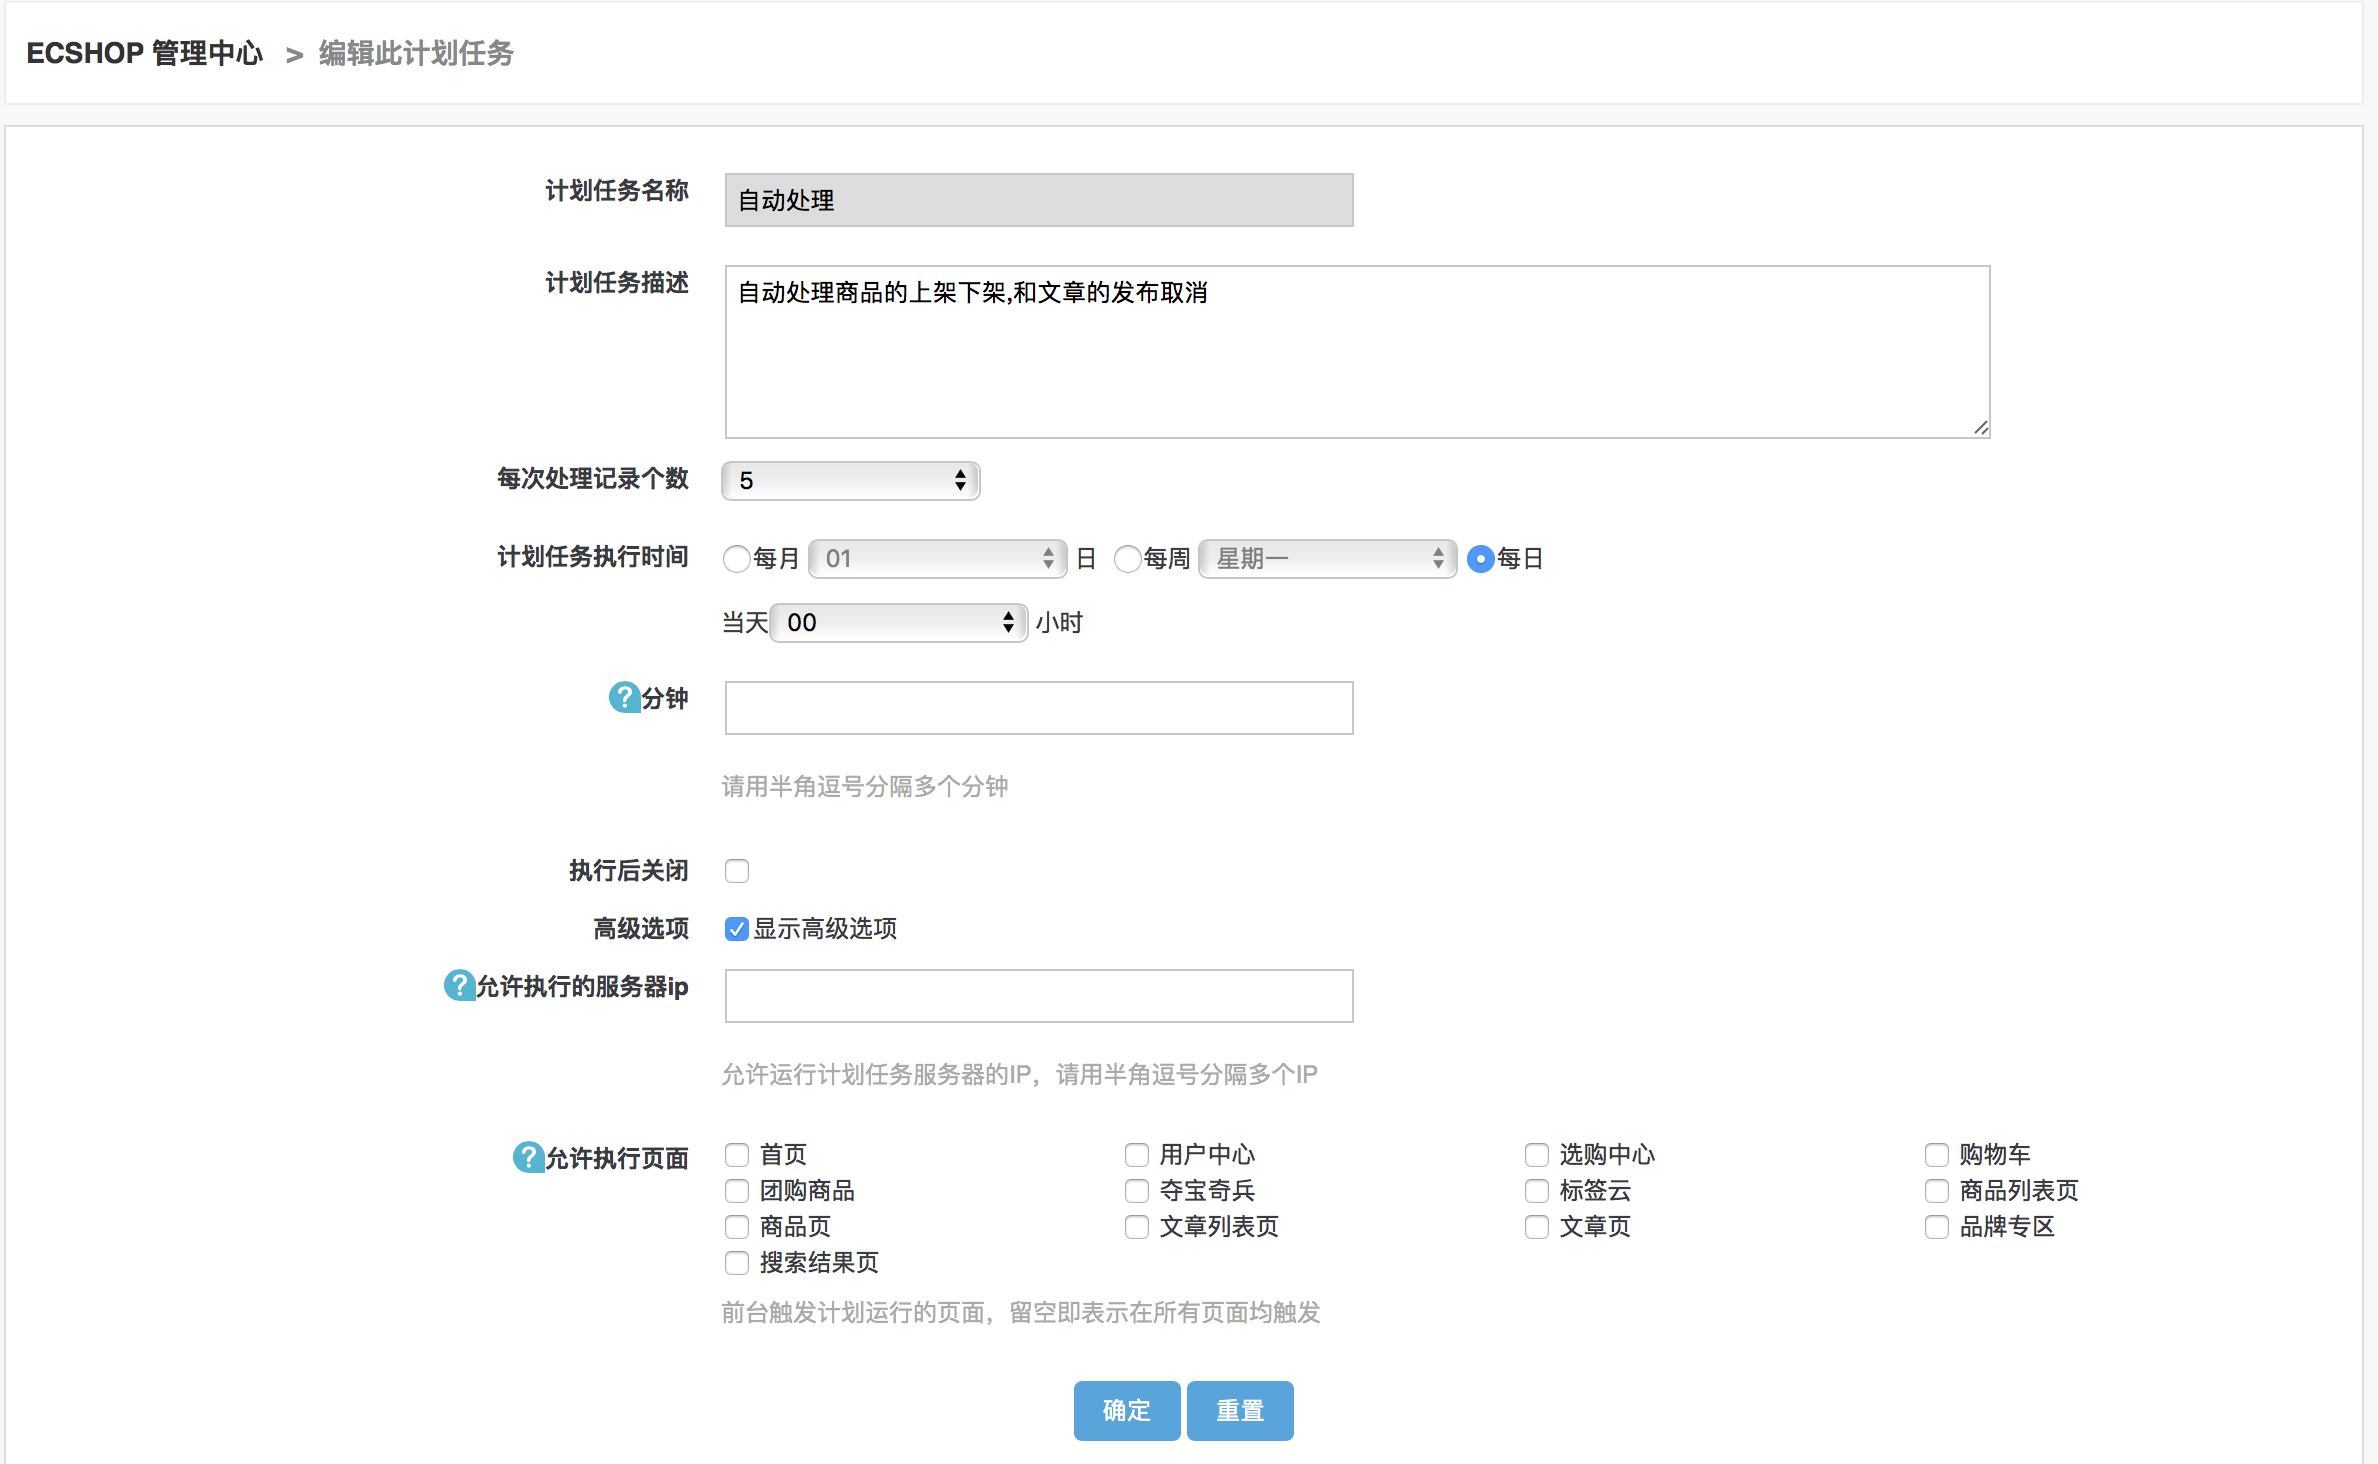 ECSHOP 管理中心 > 编辑此计划任务
计划任务名称 自动处理
计划任务描述 自动处理商品的上架下架,和文章的发布取消
每次处理记录个数 5
计划任务执行时间 每月 01 日 每周 星期一 每日
当天 00 小时
?分钟
请用半角逗号分隔多个分钟
执行后关闭
高级选项 显示高级选项
?允许执行的服务器ip
允许运行计划任务服务器的IP，请用半角逗号分隔多个IP
?允许执行页面 首页 用户中心 选购中心 购物车
团购商品 夺宝奇兵 标签云 商品列表页
商品页 文章列表页 文章页 品牌专区
搜索结果页
前台触发计划运行的页面，留空即表示在所有页面均触发
确定 重置